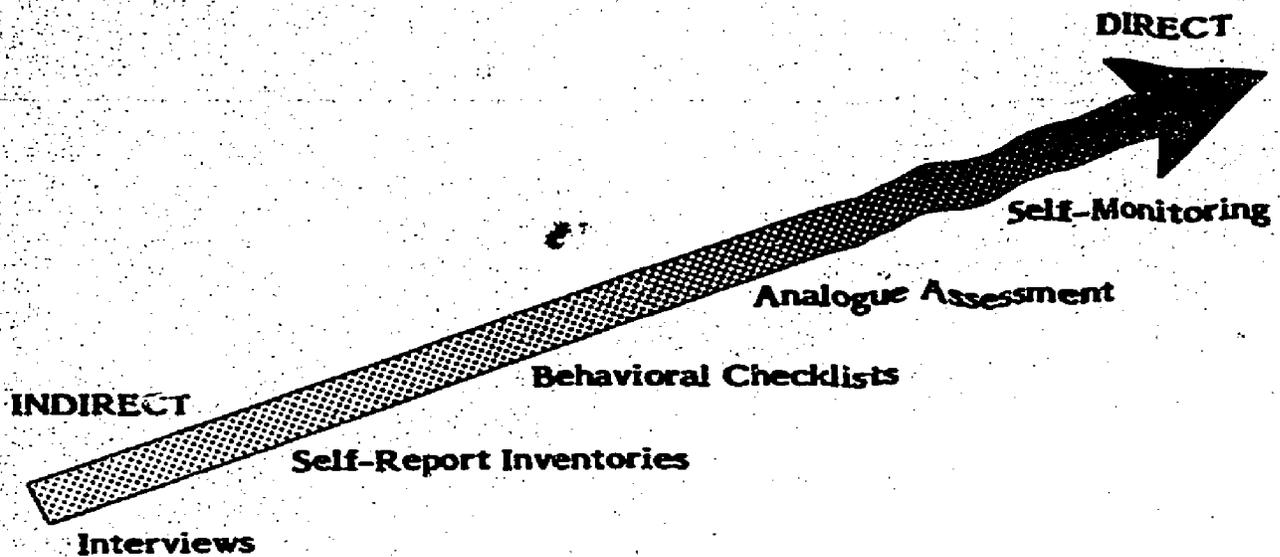 DIRECT
Self-Monitoring
Analogue Assessment
Behavioral Checklists
INDIRECT
Self-Report Inventories
Interviews